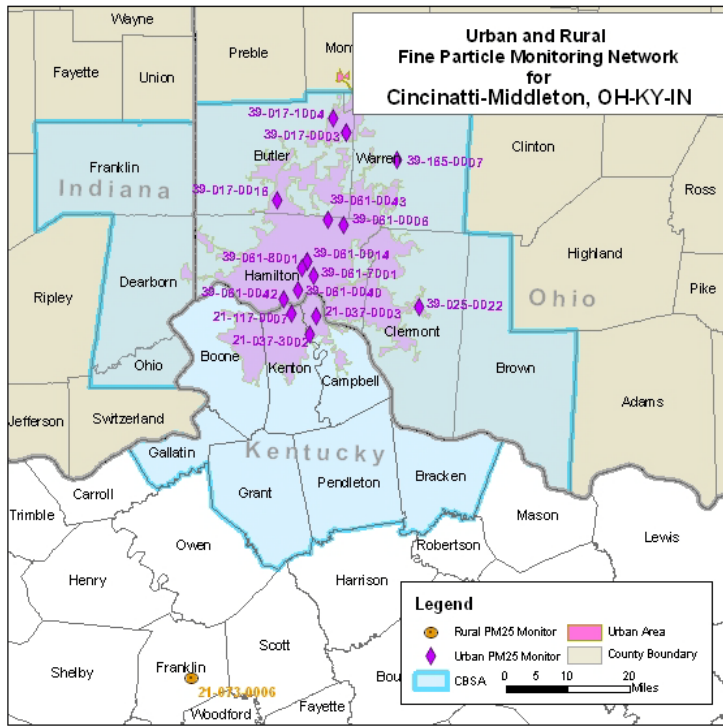 Urban and Rural
Fine Particle Monitoring Network
for
Cincinatti-Middleton, OH-KY-IN
Wayne
Preble
Fayette
Union
39-017-1004
39-017-0003
Butler
Warren
39-165-0007
Clinton
Franklin
Indiana
Ross
39-017-0016
39-061-0043
39-061-0006
39-061-8001
39-061-0014
Highland
Dearborn
Hamilton
39-061-7001
Ripley
39-061-0042
39-061-0040
39-025-0022
Ohio
Pike
21-117-0007
21-037-0003
Clermont
21-037-3002
Boone
Ohio
Kenton
Brown
Campbell
Adams
Jefferson
Switzerland
Kentucky
Gallatin
Bracken
Carroll
Grant
Pendleton
Trimble
Mason
Lewis
Owen
Robertson
Henry
Harrison
Scott
Shelby
Franklin
21-073-0006
Woodford
Fayette
Legend
Rural PM25 Monitor
Urban Area
Urban PM25 Monitor
County Boundary
CBSA
0 5 10 20
Miles